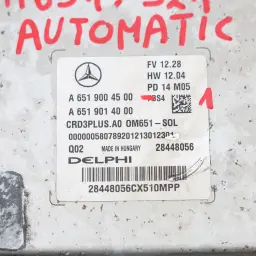 AUTOMATIC
FV 12.28
HW 12.04
PD 14 M05
A 651 900 45 00
A 651 901 40 00
1
CRD3PLUS.A0 OM651-SOL
Q02
MADE IN HUNGARY
28448056
DELPHI
28448056CX510MPP